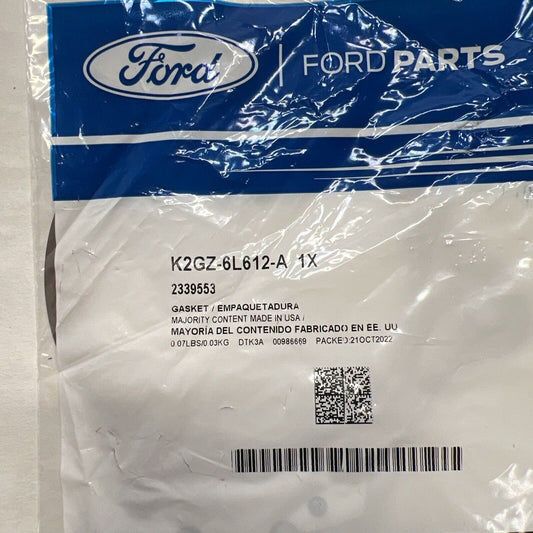 Ford | FORD PARTS
K2GZ-6L612-A 1X
2339553
GASKET / EMPAQUETADURA
MAJORITY CONTENT MADE IN USA /
MAYORÍA DEL CONTENIDO FABRICADO EN EE. UU
0.07LBS/0.03KG DTK3A 00986669 PACKED:21OCT2022